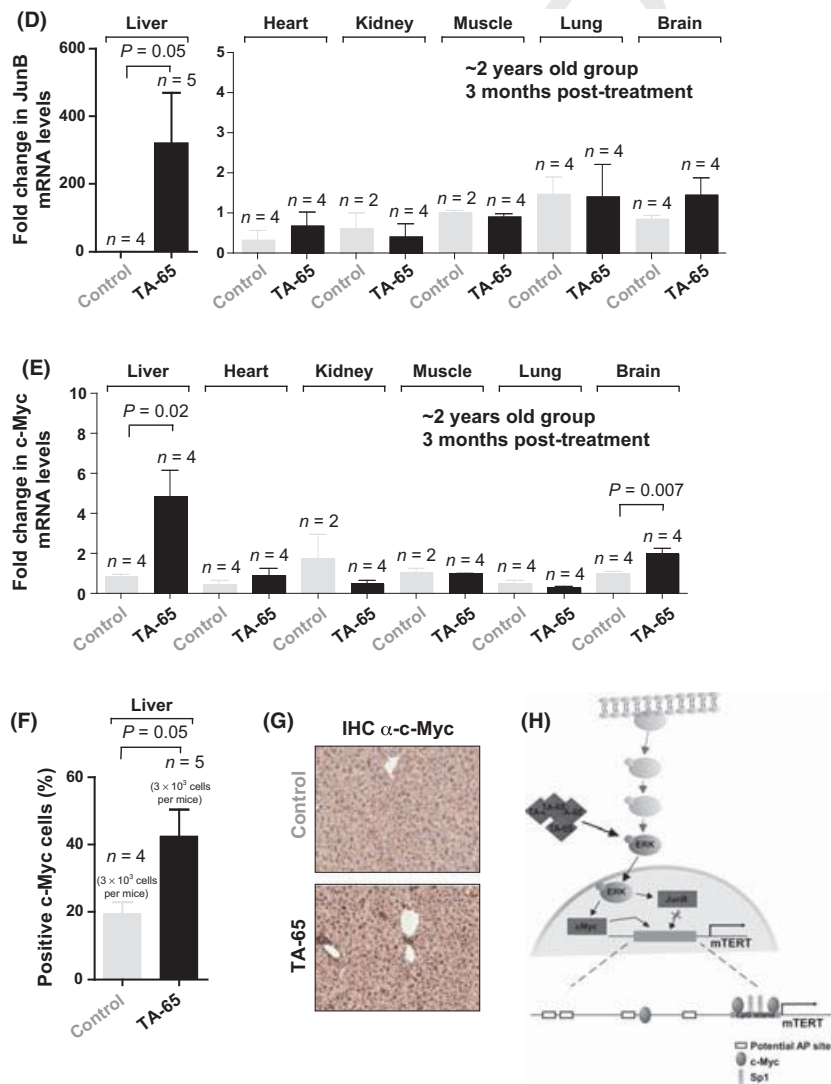 (D)
Liver
Heart
Kidney
Muscle
Lung
Brain
Fold change in JunB
mRNA levels
600
400
200
0
P = 0.05
n = 5
n = 4
Control
TA-65
5
4
3
2
1
0
~2 years old group
3 months post-treatment
n = 4
n = 4
n = 2
n = 4
n = 2
n = 4
n = 4
n = 4
n = 4
n = 4
Control
TA-65
Control
TA-65
Control
TA-65
Control
TA-65
Control
TA-65
(E)
Liver
Heart
Kidney
Muscle
Lung
Brain
Fold change in c-Myc
mRNA levels
10
8
6
4
2
0
P = 0.02
~2 years old group
3 months post-treatment
P = 0.007
n = 4
n = 4
n = 4
n = 4
n = 2
n = 4
n = 2
n = 4
n = 4
n = 4
n = 4
n = 4
Control
TA-65
Control
TA-65
Control
TA-65
Control
TA-65
Control
TA-65
Control
TA-65
(F)
Liver
P = 0.05
Positive c-Myc cells (%)
100
80
60
40
20
0
n = 5
(3 × 10³ cells
per mice)
n = 4
(3 × 10³ cells
per mice)
Control
TA-65
(G)
IHC α-c-Myc
Control
TA-65
(H)
TA-65
TA-65
ERK
ERK
JunB
cMyc
mTERT
mTERT
Potential AP site
c-Myc
Sp1